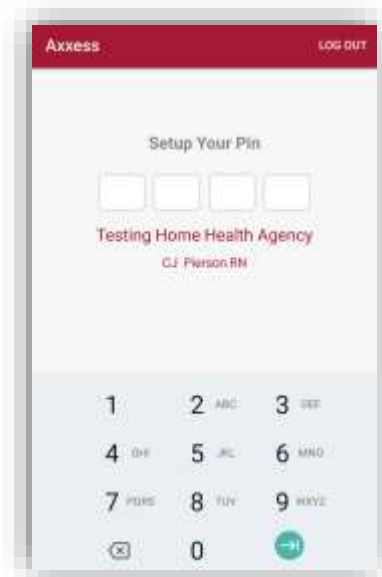 Axxess LOG OUT
Setup Your Pin
Testing Home Health Agency
CJ Pierson RN
1 2 ABC 3 DEF
4 GHI 5 JKL 6 MNO
7 PQRS 8 TUV 9 WXYZ
0